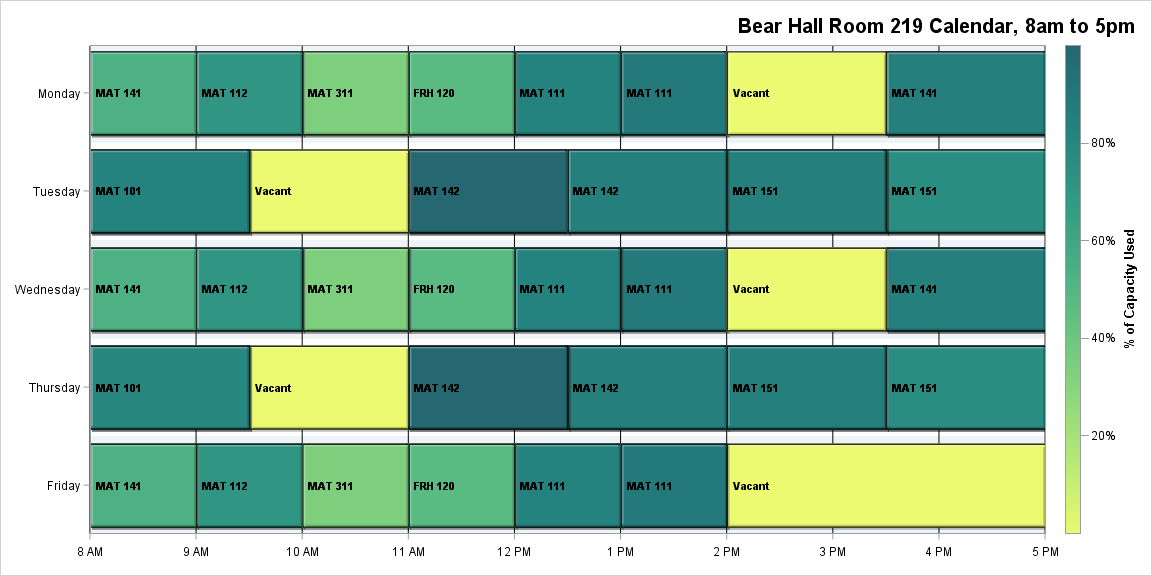 Bear Hall Room 219 Calendar, 8am to 5pm
Monday MAT 141 MAT 112 MAT 311 FRH 120 MAT 111 MAT 111 Vacant MAT 141
80%
Tuesday MAT 101 Vacant MAT 142 MAT 142 MAT 151 MAT 151
60%
% of Capacity Used
Wednesday MAT 141 MAT 112 MAT 311 FRH 120 MAT 111 MAT 111 Vacant MAT 141
40%
Thursday MAT 101 Vacant MAT 142 MAT 142 MAT 151 MAT 151
20%
Friday MAT 141 MAT 112 MAT 311 FRH 120 MAT 111 MAT 111 Vacant
8 AM 9 AM 10 AM 11 AM 12 PM 1 PM 2 PM 3 PM 4 PM 5 PM